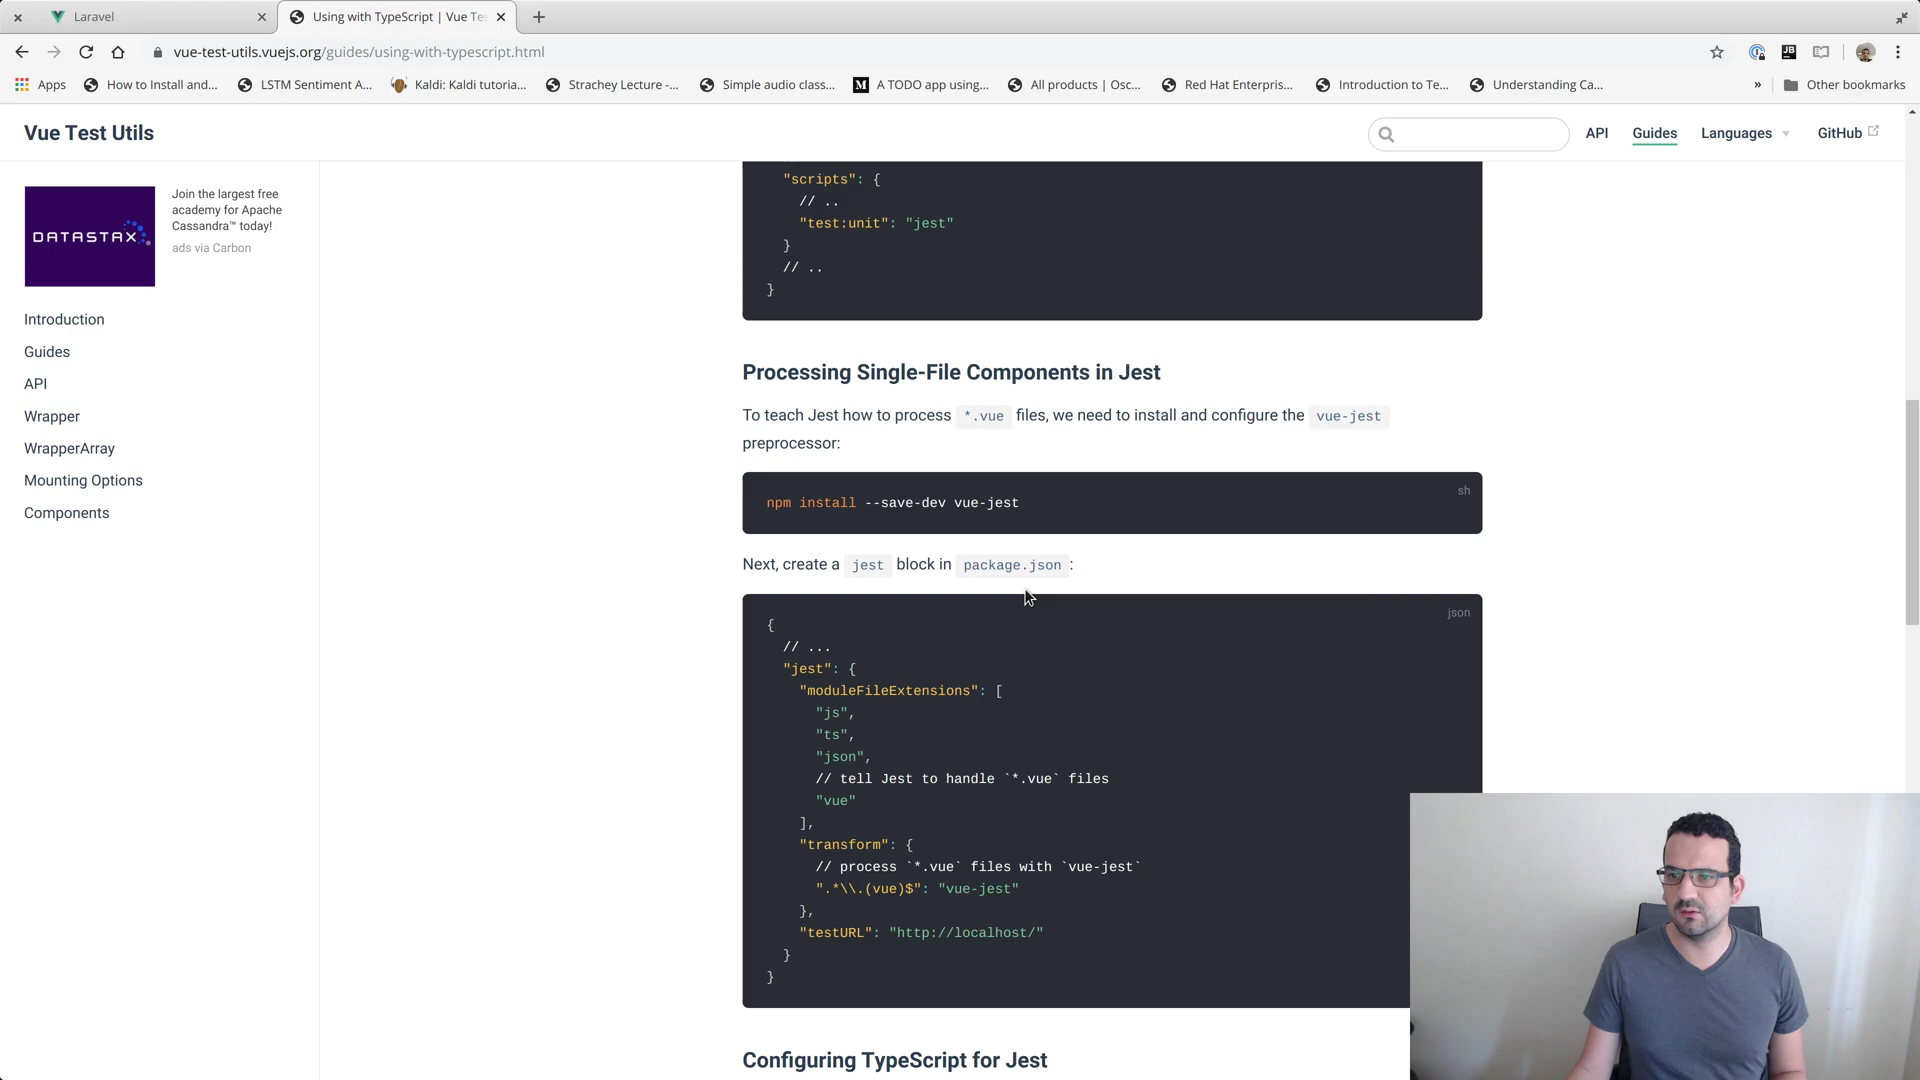 Laravel
Using with TypeScript | Vue Te
vue-test-utils.vuejs.org/guides/using-with-typescript.html
JB
Apps
How to Install and...
LSTM Sentiment A...
Kaldi: Kaldi tutoria...
Strachey Lecture -...
Simple audio class...
M
A TODO app using...
All products | Osc...
Red Hat Enterpris...
Introduction to Te...
Understanding Ca...
»
Other bookmarks
Vue Test Utils
API
Guides
Languages
GitHub
DATASTAX
Join the largest free
academy for Apache
Cassandra™ today!
ads via Carbon
Introduction
Guides
API
Wrapper
WrapperArray
Mounting Options
Components
"scripts": {
// ..
"test:unit": "jest"
}
// ..
}
Processing Single-File Components in Jest
To teach Jest how to process *.vue files, we need to install and configure the vue-jest
preprocessor:
sh
npm install --save-dev vue-jest
Next, create a jest block in package.json:
json
{
// ...
"jest": {
"moduleFileExtensions": [
"js",
"ts",
"json",
// tell Jest to handle `*.vue` files
"vue"
],
"transform": {
// process `*.vue` files with `vue-jest`
".*\\.(vue)$": "vue-jest"
},
"testURL": "http://localhost/"
}
}
Configuring TypeScript for Jest